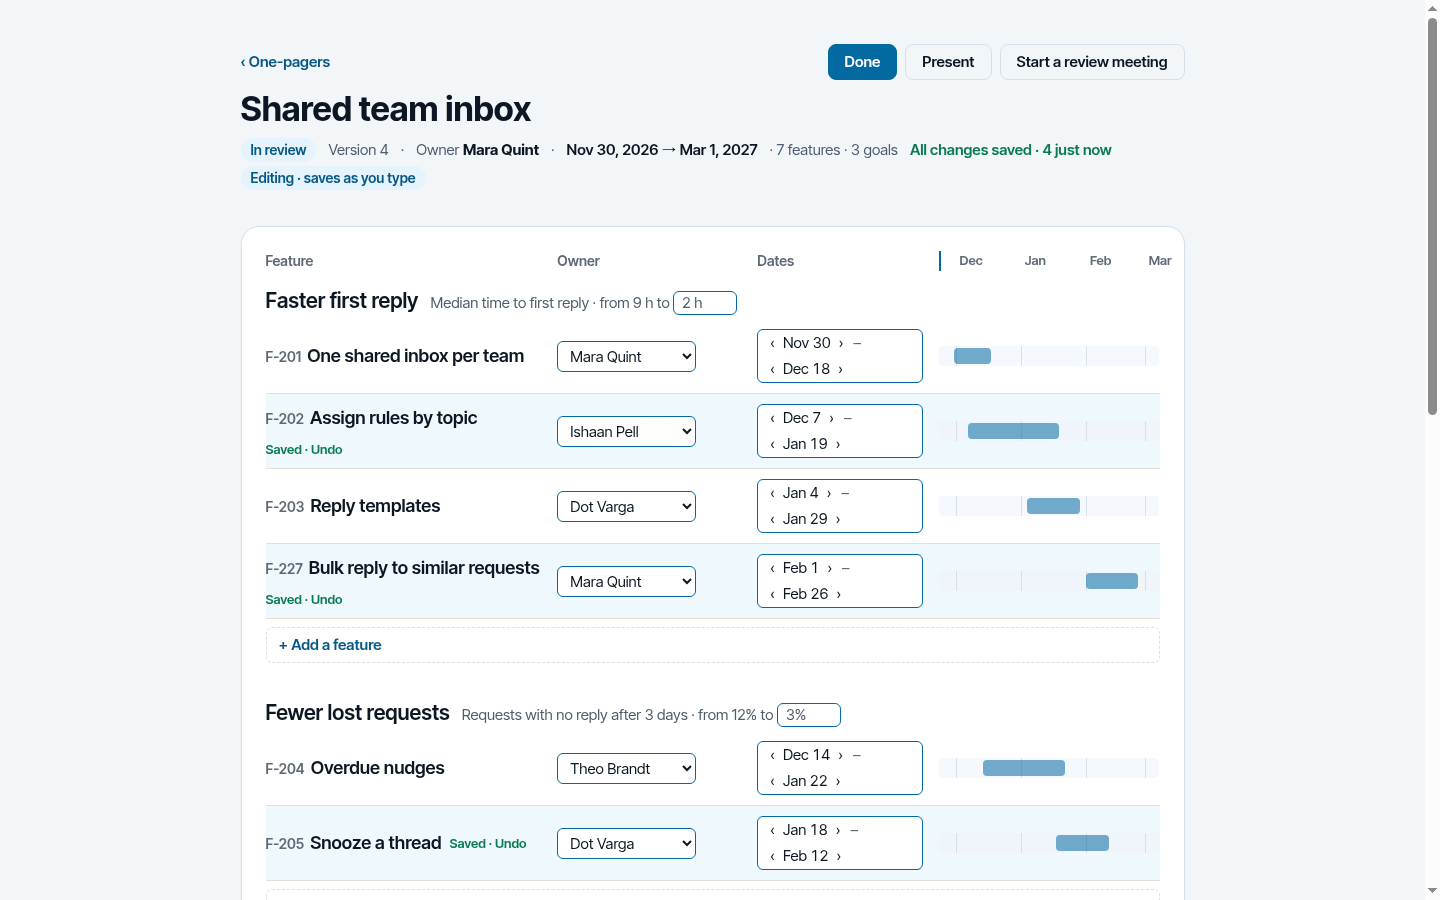 ‹ One-pagers
Done
Present
Start a review meeting
Shared team inbox
In review Version 4 · Owner Mara Quint · Nov 30, 2026 → Mar 1, 2027 · 7 features · 3 goals All changes saved · 4 just now
Editing · saves as you type
Feature Owner Dates Dec Jan Feb Mar
Faster first reply Median time to first reply · from 9 h to 2 h
F-201 One shared inbox per team Mara Quint
‹ Nov 30 › –
‹ Dec 18 ›
F-202 Assign rules by topic
Saved · Undo
Ishaan Pell
‹ Dec 7 › –
‹ Jan 19 ›
F-203 Reply templates Dot Varga
‹ Jan 4 › –
‹ Jan 29 ›
F-227 Bulk reply to similar requests
Saved · Undo
Mara Quint
‹ Feb 1 › –
‹ Feb 26 ›
+ Add a feature
Fewer lost requests Requests with no reply after 3 days · from 12% to 3%
F-204 Overdue nudges Theo Brandt
‹ Dec 14 › –
‹ Jan 22 ›
F-205 Snooze a thread Saved · Undo Dot Varga
‹ Jan 18 › –
‹ Feb 12 ›